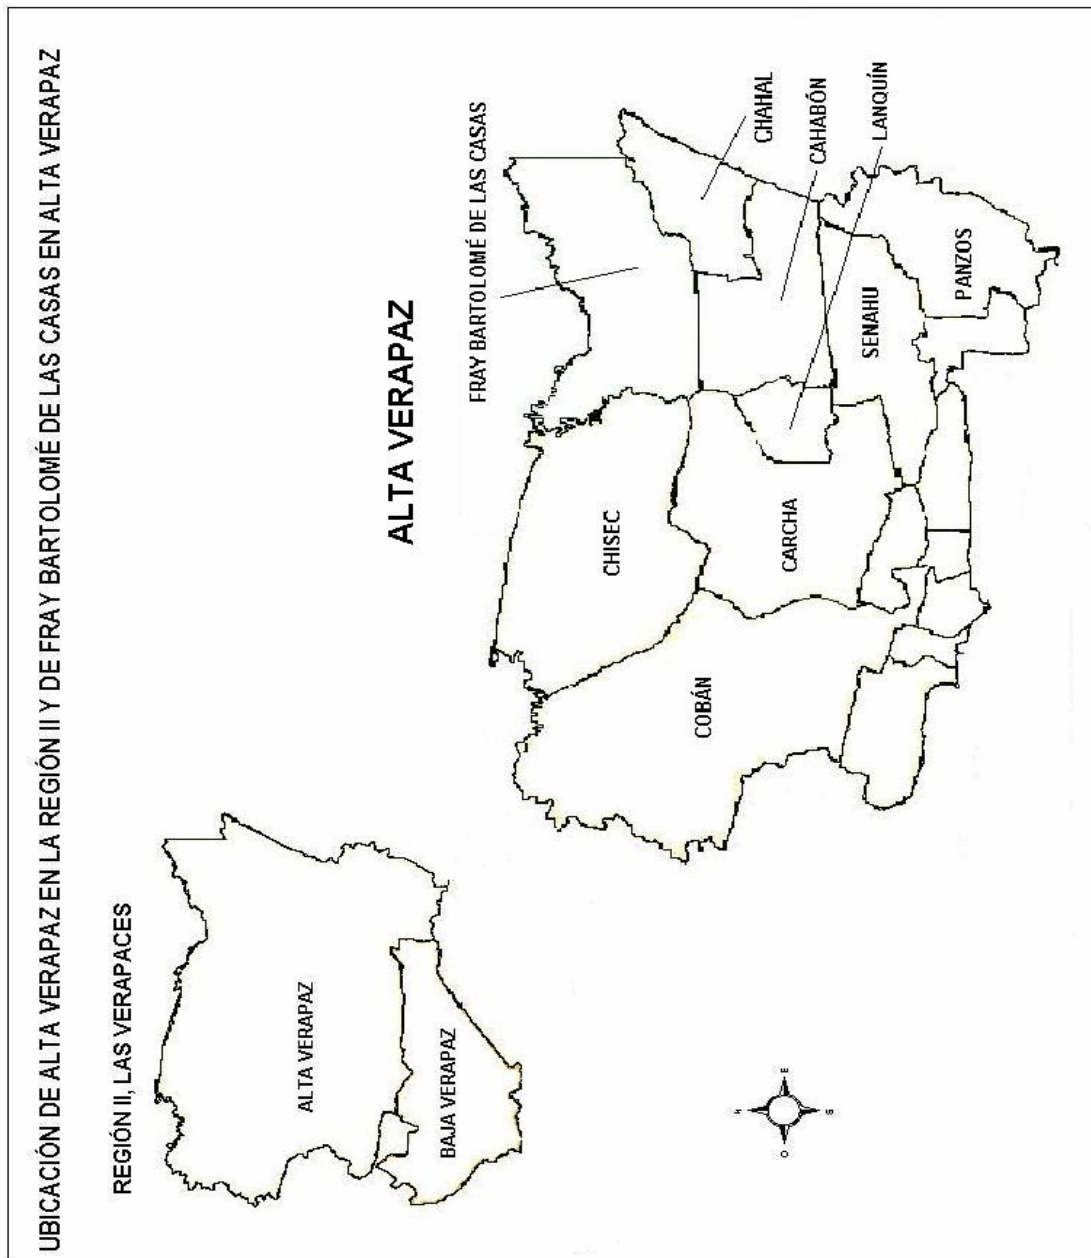 UBICACIÓN DE ALTA VERAPAZ EN LA REGIÓN II Y DE FRAY BARTOLOMÉ DE LAS CASAS EN ALTA VERAPAZ
REGIÓN II, LAS VERAPACES
ALTA VERAPAZ
BAJA VERAPAZ
ALTA VERAPAZ
FRAY BARTOLOMÉ DE LAS CASAS
CHISEC
CHAHAL
CAHABÓN
LANQUÍN
COBÁN
CARCHA
SENAHU
PANZOS
N
O
E
S